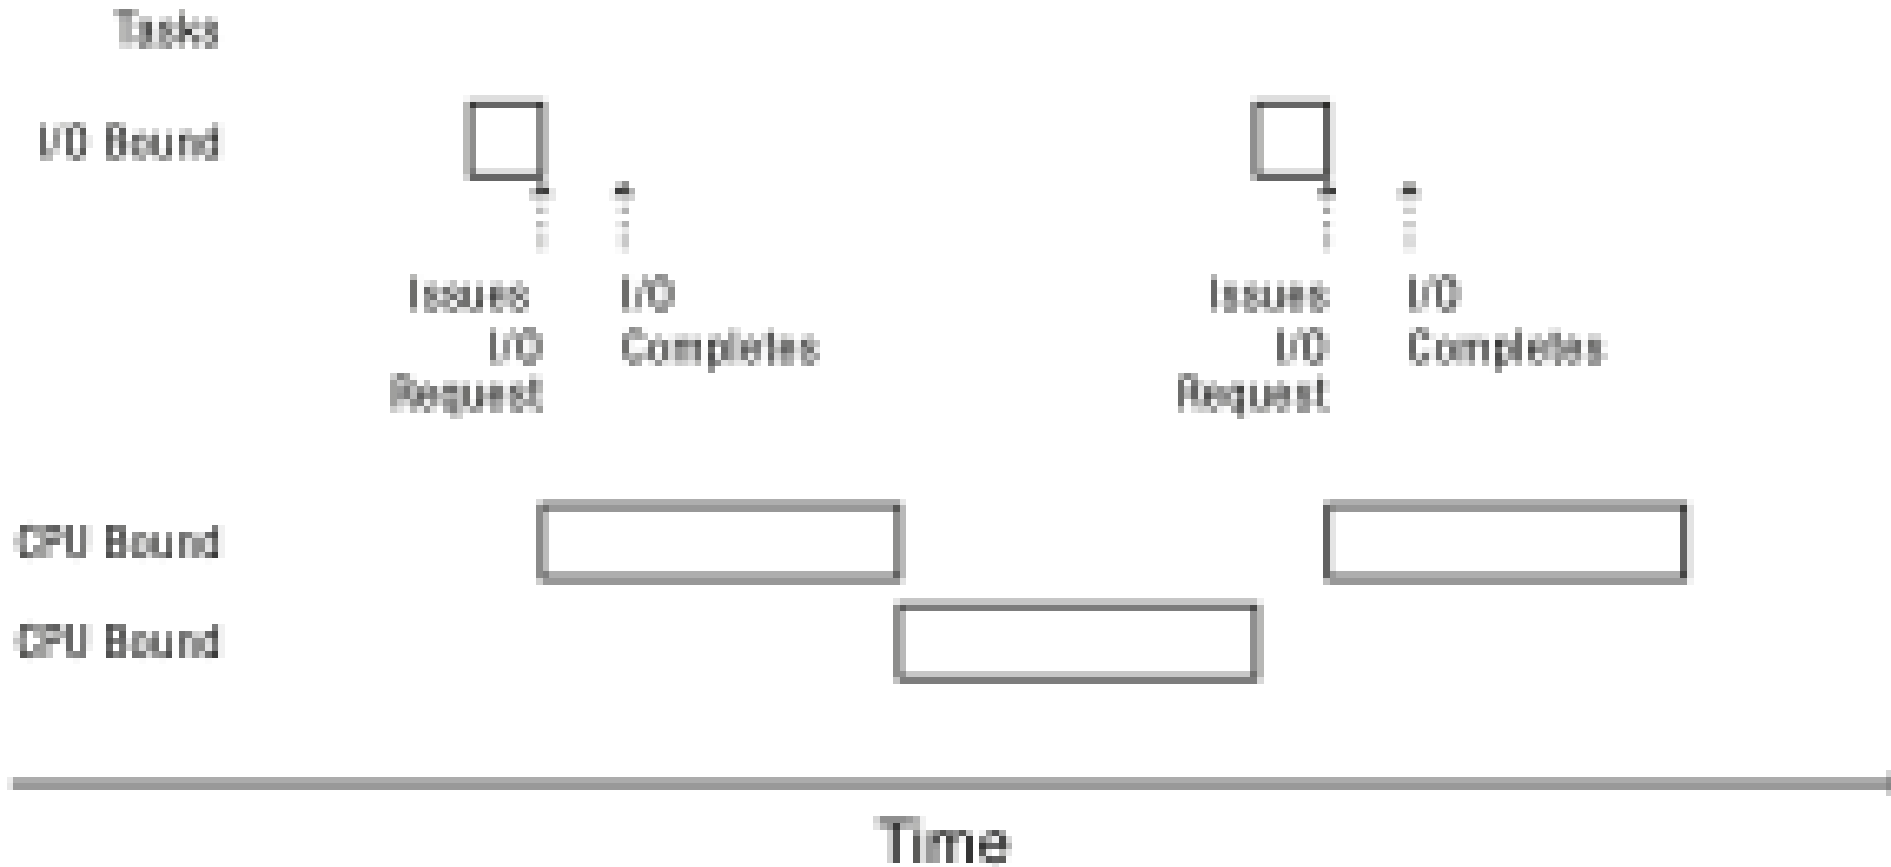 Tasks
I/O Bound
Issues
I/O
Request
I/O
Completes
Issues
I/O
Request
I/O
Completes
CPU Bound
CPU Bound
Time